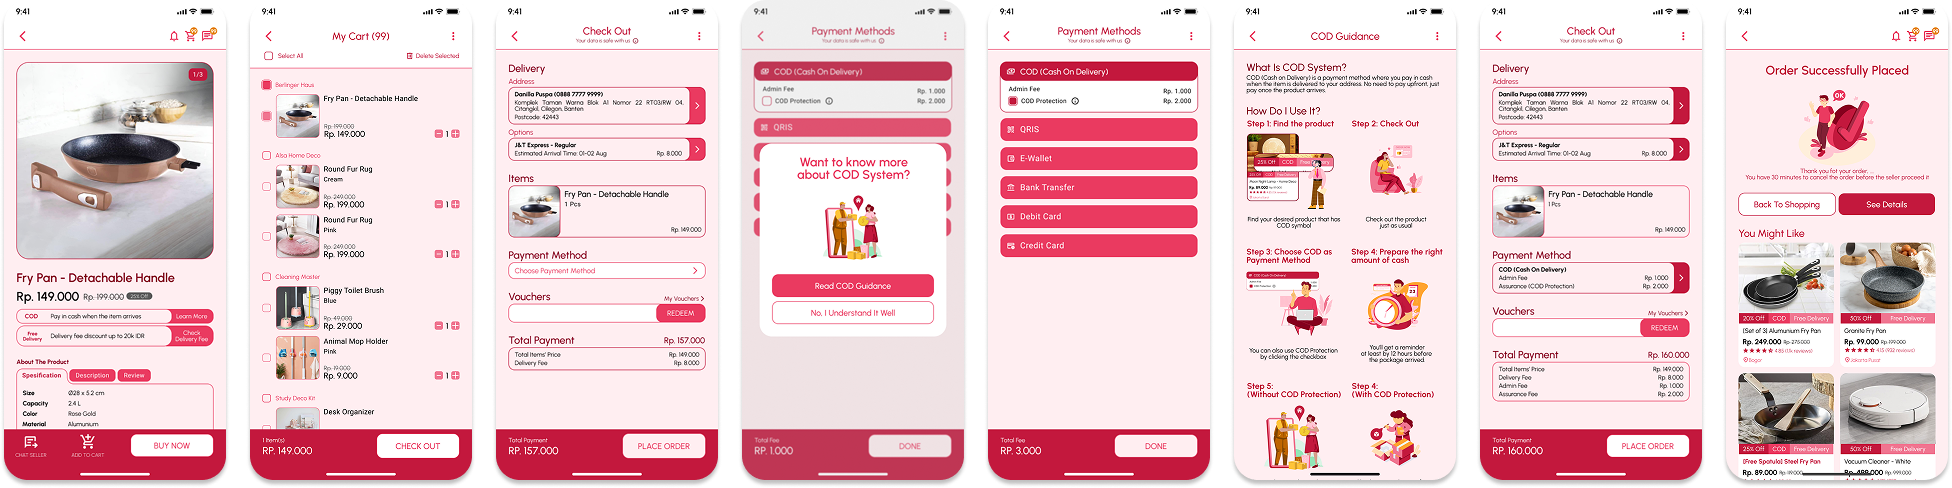 9:41
1/3
Fry Pan - Detachable Handle
Rp. 149.000 Rp. 199.000 25% Off
COD Pay in cash when the item arrives Learn More
Free Delivery Delivery fee discount up to 20k IDR Check Delivery Fee
About The Product
Spesification Description Review
Size Ø28 x 5.2 cm
Capacity 2.4 L
Color Rose Gold
Material Alumunium
CHAT SELLER ADD TO CART BUY NOW
9:41
My Cart (99)
Select All Delete Selected
Berlinger Haus
Fry Pan - Detachable Handle
Rp. 199.000
Rp. 149.000 1
Alsa Home Deco
Round Fur Rug
Cream
Rp. 249.000
Rp. 199.000 1
Round Fur Rug
Pink
Rp. 249.000
Rp. 199.000 1
Cleaning Master
Piggy Toilet Brush
Blue
Rp. 49.000
Rp. 29.000 1
Animal Mop Holder
Pink
Rp. 19.000
Rp. 9.000 1
Study Deco Kit
Desk Organizer
1 Item(s)
RP. 149.000 CHECK OUT
9:41
Check Out
Your data is safe with us
Delivery
Address
Danilla Puspa (0888 7777 9999)
Komplek Taman Warna Blok A1 Nomor 22 RT03/RW 04,
Citangkil, Cilegon, Banten
Postcode: 42443
Options
J&T Express - Regular
Estimated Arrival Time: 01-02 Aug Rp. 8.000
Items
Fry Pan - Detachable Handle
1 Pcs
Rp. 149.000
Payment Method
Choose Payment Method
Vouchers My Vouchers
REDEEM
Total Payment Rp. 157.000
Total Items' Price Rp. 149.000
Delivery Fee Rp. 8.000
Total Payment
RP. 157.000 PLACE ORDER
9:41
Payment Methods
Your data is safe with us
COD (Cash On Delivery)
Admin Fee Rp. 1.000
COD Protection Rp. 2.000
QRIS
Want to know more
about COD System?
Read COD Guidance
No, I Understand It Well
Total Fee
RP. 1.000 DONE
9:41
Payment Methods
Your data is safe with us
COD (Cash On Delivery)
Admin Fee Rp. 1.000
COD Protection Rp. 2.000
QRIS
E-Wallet
Bank Transfer
Debit Card
Credit Card
Total Fee
RP. 3.000 DONE
9:41
COD Guidance
What Is COD System?
COD (Cash On Delivery) is a payment method where you pay in cash
when the item is delivered to your address. No need to pay upfront, just
pay once the product arrives.
How Do I Use It?
Step 1: Find the product
25% Off COD Free
Find your desired product that has
COD symbol
Step 2: Check Out
Check out the product
just as usual
Step 3: Choose COD as
Payment Method
You can also use COD Protection
by clicking the checkbox
Step 4: Prepare the right
amount of cash
23
You'll get a reminder
at least by 12 hours before
the package arrived.
Step 5:
(Without COD Protection)
Step 4:
(With COD Protection)
9:41
Check Out
Your data is safe with us
Delivery
Address
Danilla Puspa (0888 7777 9999)
Komplek Taman Warna Blok A1 Nomor 22 RT03/RW 04,
Citangkil, Cilegon, Banten
Postcode: 42443
Options
J&T Express - Regular
Estimated Arrival Time: 01-02 Aug Rp. 8.000
Items
Fry Pan - Detachable Handle
1 Pcs
Rp. 149.000
Payment Method
COD (Cash On Delivery)
Admin Fee Rp. 1.000
Assurance (COD Protection) Rp. 2.000
Vouchers My Vouchers
REDEEM
Total Payment Rp. 160.000
Total Items' Price Rp. 149.000
Delivery Fee Rp. 8.000
Admin Fee Rp. 1.000
Assurance Fee Rp. 2.000
Total Payment
RP. 160.000 PLACE ORDER
9:41
Order Successfully Placed
OK
Thank you fot your order, ...
You have 30 minutes to cancel the order before the seller proceed it
Back To Shopping See Details
You Might Like
20% Off COD Free Delivery
(Set of 3) Alumunium Fry Pan
Rp. 249.000 Rp. 275.000
Bogor
50% Off Free Delivery
Granite Fry Pan
Rp. 99.000 Rp. 199.000
Jakarta Pusat
25% Off COD Free Delivery
(Free Spatula) Steel Fry Pan
Rp. 89.000
50% Off Free Delivery
Vacuum Cleaner - White
Rp. 499.000 Rp. 999.000